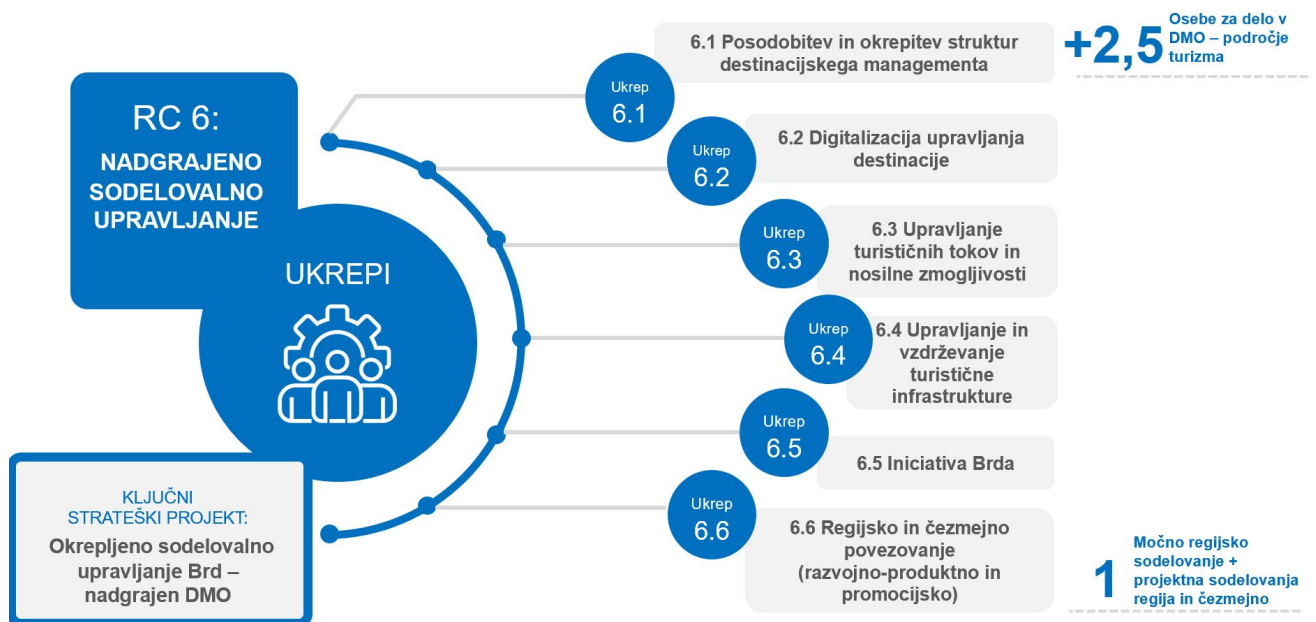 RC 6:
NADGRAJENO
SODELOVALNO
UPRAVLJANJE
UKREPI
KLJUČNI
STRATEŠKI PROJEKT:
Okrepljeno sodelovalno
upravljanje Brd –
nadgrajen DMO
Ukrep
6.1
6.1 Posodobitev in okrepitev struktur
destinacijskega managementa
+2,5
Osebe za delo v
DMO – področje
turizma
Ukrep
6.2
6.2 Digitalizacija upravljanja
destinacije
Ukrep
6.3
6.3 Upravljanje
turističnih tokov in
nosilne zmogljivosti
Ukrep
6.4
6.4 Upravljanje in
vzdrževanje
turistične
infrastrukture
Ukrep
6.5
6.5 Iniciativa Brda
Ukrep
6.6
6.6 Regijsko in čezmejno
povezovanje
(razvojno-produktno in
promocijsko)
1
Močno regijsko
sodelovanje +
projektna sodelovanja
regija in čezmejno